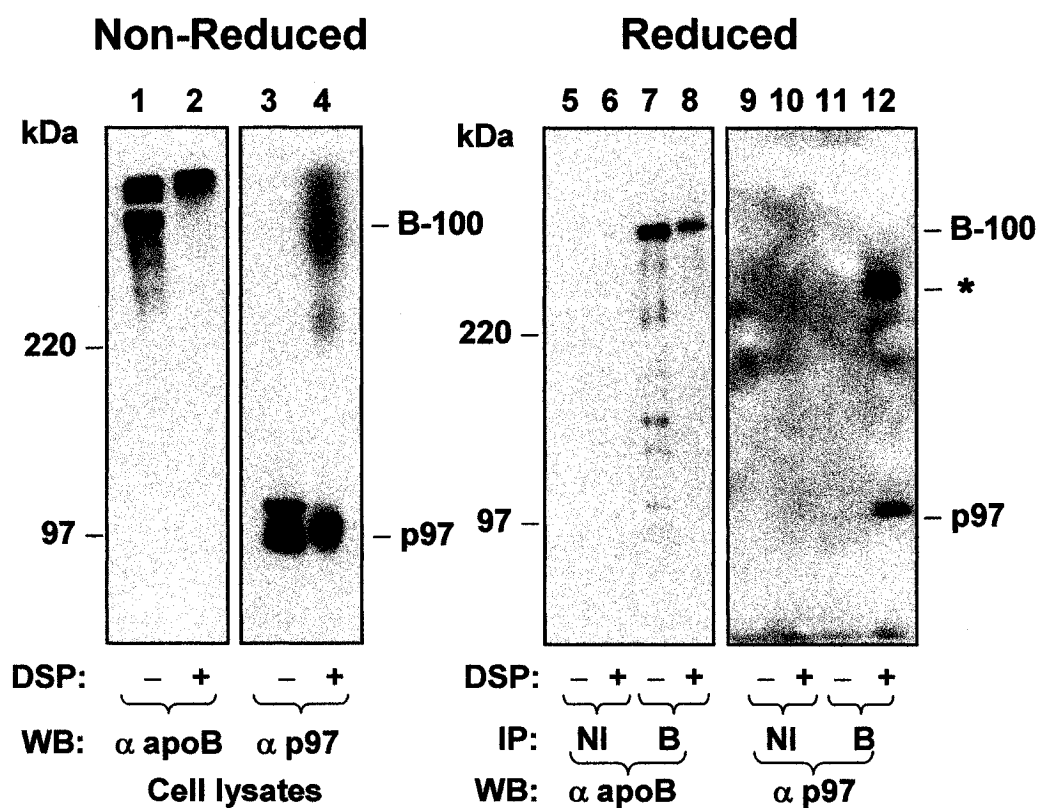 Non-Reduced Reduced
1 2 3 4 5 6 7 8 9 10 11 12
kDa kDa
– B-100 – B-100
– *
220 – 220 –
97 – – p97 97 – – p97
DSP: – + – + DSP: – + – + – + – +
WB: α apoB α p97 IP: NI B NI B
Cell lysates WB: α apoB α p97